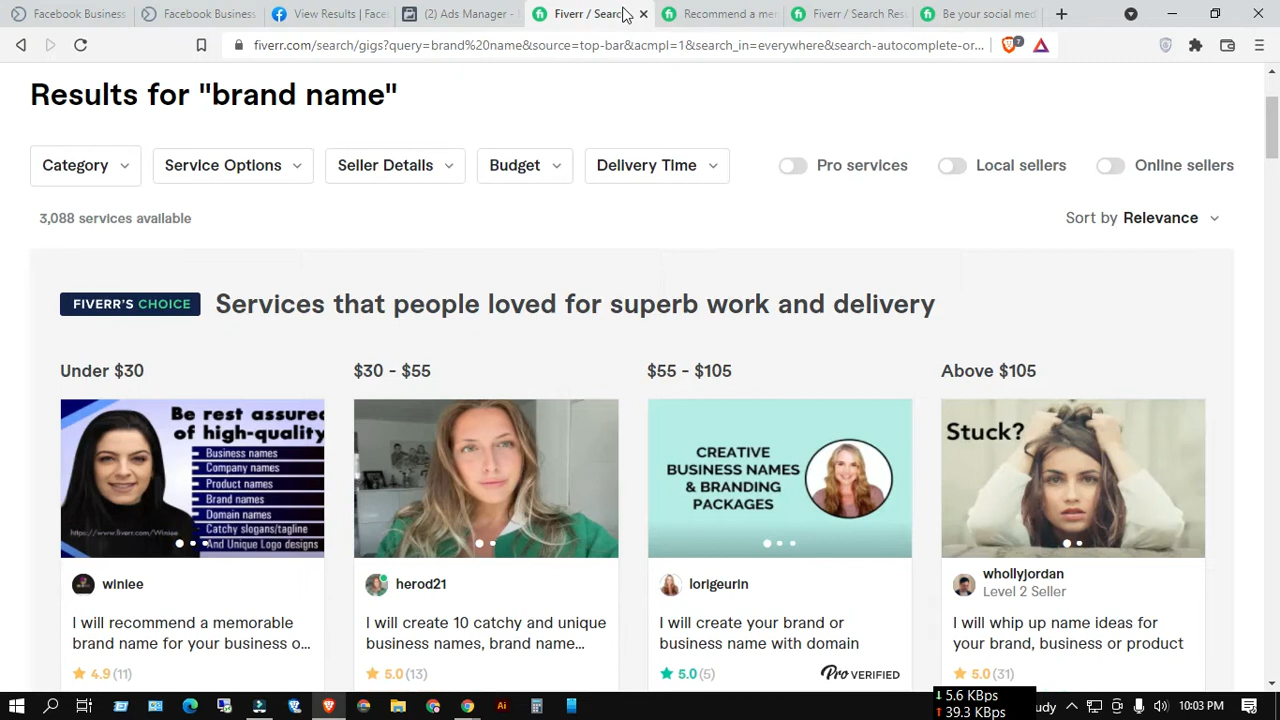 Facebook Business
Facebook Business
View Results | Face
(2) Ads Manager -
Fiverr / Searc
Recommend a me
Fiverr / Search Res
Be your social med
fiverr.com/search/gigs?query=brand%20name&source=top-bar&acmpl=1&search_in=everywhere&search-autocomplete-or...
7
Results for "brand name"
Category
Service Options
Seller Details
Budget
Delivery Time
Pro services
Local sellers
Online sellers
3,088 services available
Sort by Relevance
FIVERR'S CHOICE
Services that people loved for superb work and delivery
Under $30
$30 - $55
$55 - $105
Above $105
Be rest assured
of high-quality
Business names
Company names
Product names
Brand names
Domain names
Catchy slogans/tagline
And Unique Logo designs
https://www.fiverr.com/Winiee
CREATIVE
BUSINESS NAMES
& BRANDING
PACKAGES
Stuck?
winiee
herod21
lorigeurin
whollyjordan
Level 2 Seller
I will recommend a memorable
brand name for your business o...
I will create 10 catchy and unique
business names, brand name...
I will create your brand or
business name with domain
I will whip up name ideas for
your brand, business or product
4.9 (11)
5.0 (13)
5.0 (5)
Pro VERIFIED
5.0 (31)
Ai
5.6 KBps
39.3 KBps
udy
10:03 PM